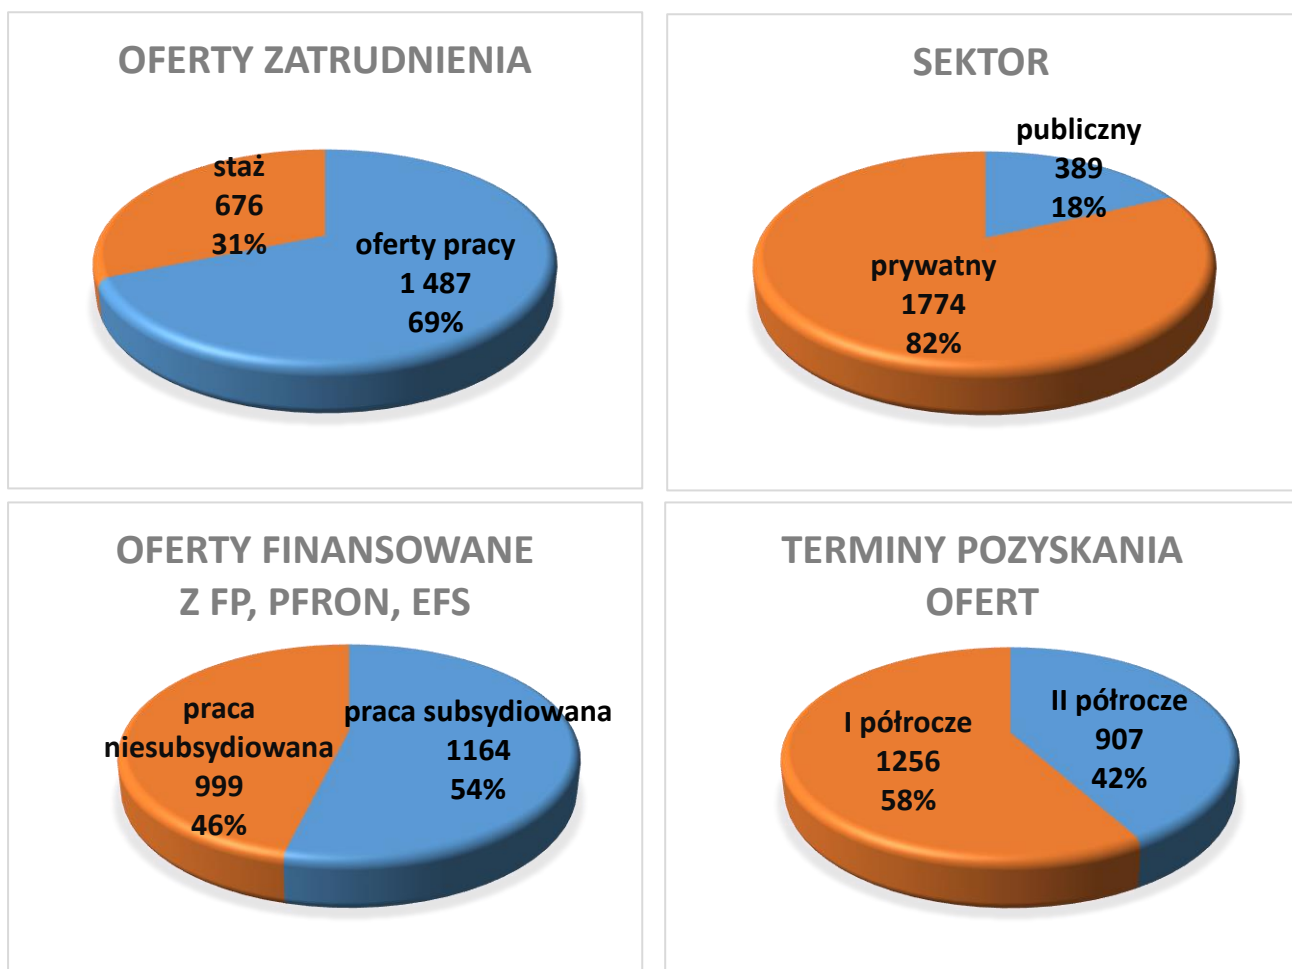 OFERTY ZATRUDNIENIA
staż
676
31%
oferty pracy
1 487
69%
SEKTOR
publiczny
389
18%
prywatny
1774
82%
OFERTY FINANSOWANE
Z FP, PFRON, EFS
praca
niesubsydiowana
999
46%
praca subsydiowana
1164
54%
TERMINY POZYSKANIA
OFERT
I półrocze
1256
58%
II półrocze
907
42%